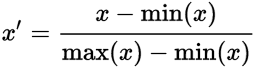 x′ = (x − min(x)) / (max(x) − min(x))